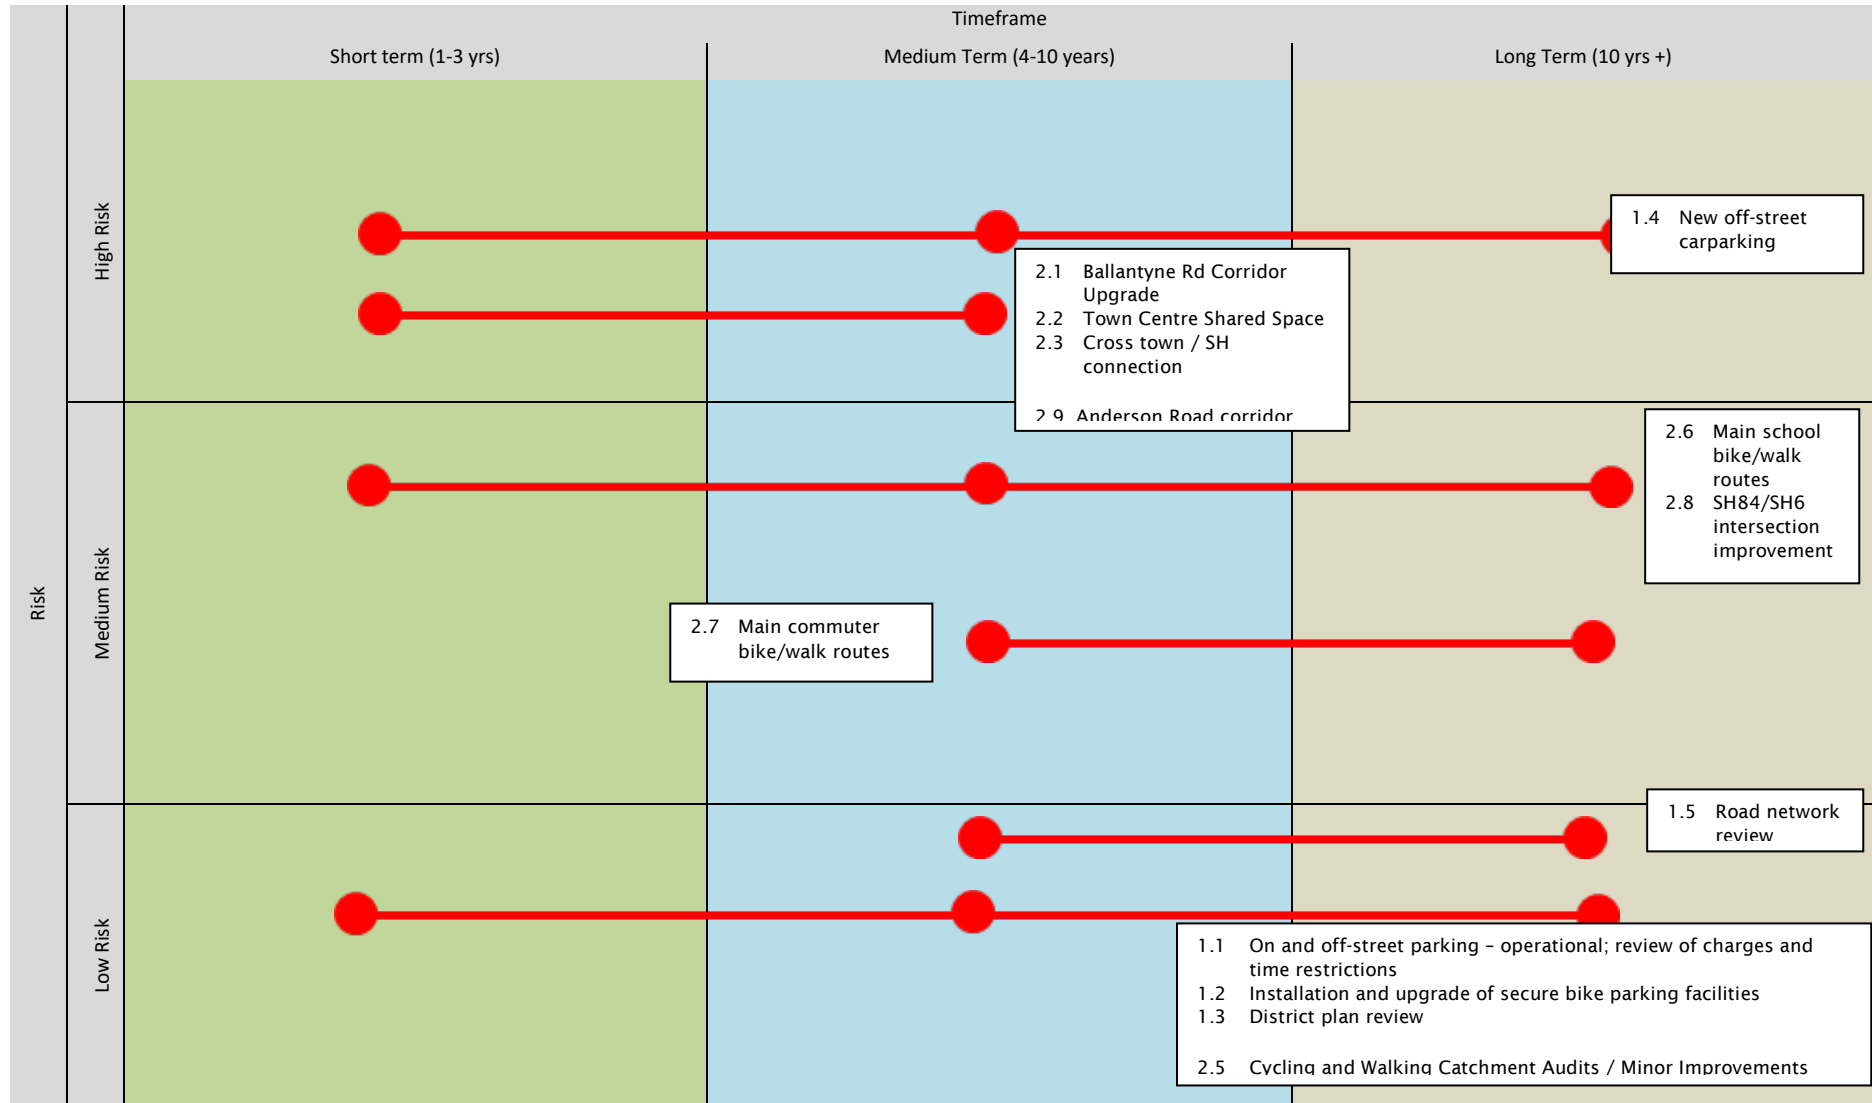 Timeframe
Short term (1-3 yrs)
Medium Term (4-10 years)
Long Term (10 yrs +)
Risk
High Risk
1.4 New off-street
carparking
2.1 Ballantyne Rd Corridor
Upgrade
2.2 Town Centre Shared Space
2.3 Cross town / SH
connection
2.9 Anderson Road corridor
Medium Risk
2.6 Main school
bike/walk
routes
2.8 SH84/SH6
intersection
improvement
2.7 Main commuter
bike/walk routes
Low Risk
1.5 Road network
review
1.1 On and off-street parking – operational; review of charges and
time restrictions
1.2 Installation and upgrade of secure bike parking facilities
1.3 District plan review
2.5 Cycling and Walking Catchment Audits / Minor Improvements